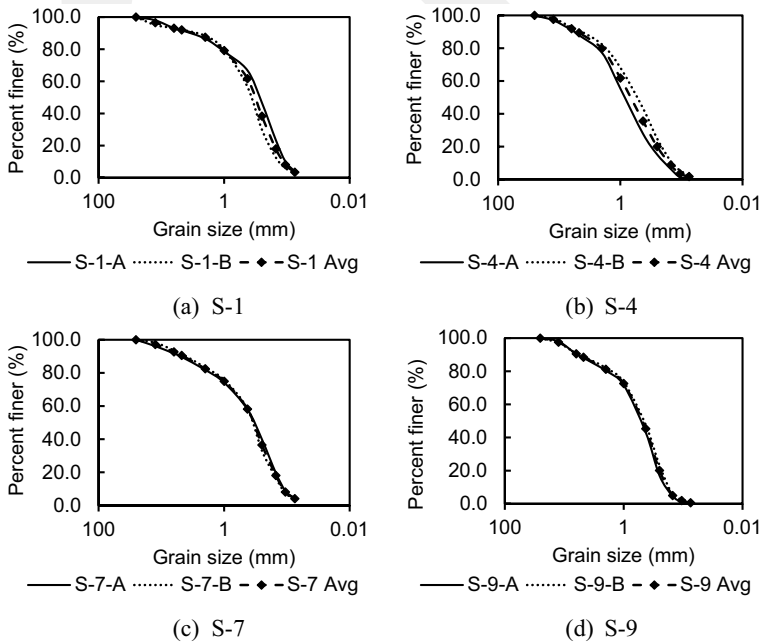 Percent finer (%)
100.0
80.0
60.0
40.0
20.0
0.0
100 1 0.01
Grain size (mm)
S-1-A S-1-B S-1 Avg
(a) S-1
Percent finer (%)
100.0
80.0
60.0
40.0
20.0
0.0
100 1 0.01
Grain size (mm)
S-4-A S-4-B S-4 Avg
(b) S-4
Percent finer (%)
100.0
80.0
60.0
40.0
20.0
0.0
100 1 0.01
Grain size (mm)
S-7-A S-7-B S-7 Avg
(c) S-7
Percent finer (%)
100.0
80.0
60.0
40.0
20.0
0.0
100 1 0.01
Grain size (mm)
S-9-A S-9-B S-9 Avg
(d) S-9